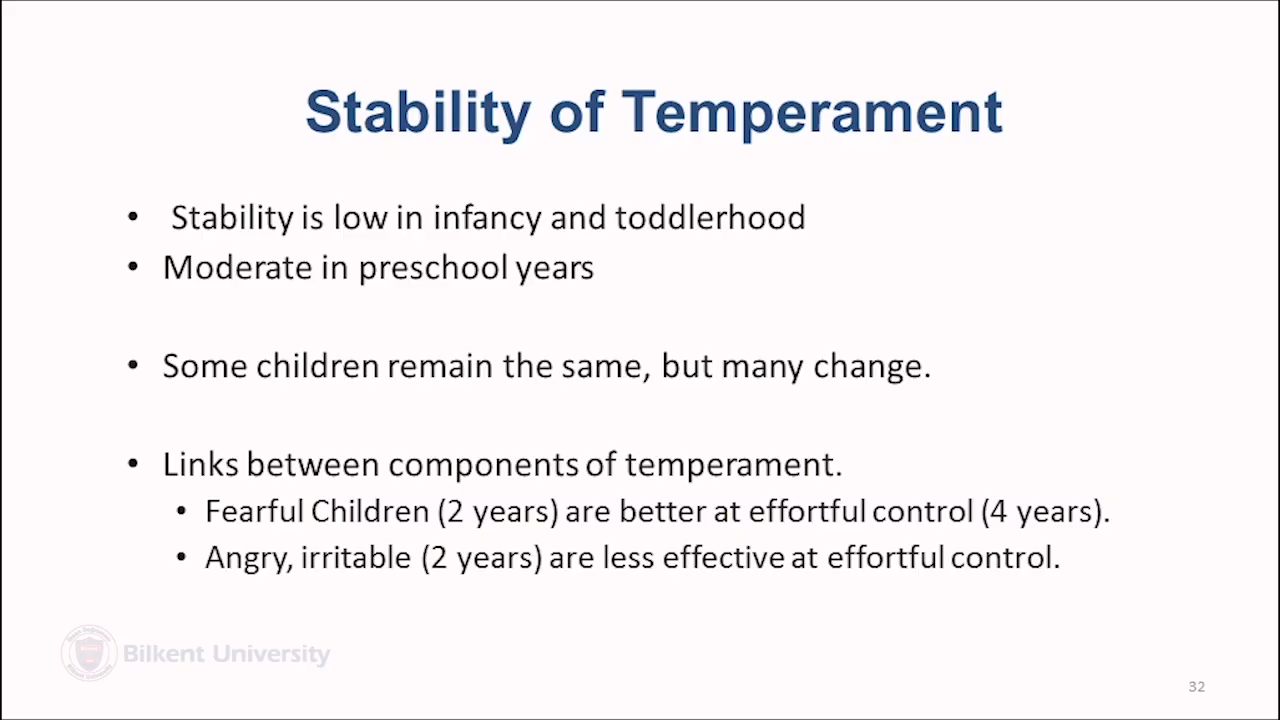 Stability of Temperament
• Stability is low in infancy and toddlerhood
• Moderate in preschool years
• Some children remain the same, but many change.
• Links between components of temperament.
• Fearful Children (2 years) are better at effortful control (4 years).
• Angry, irritable (2 years) are less effective at effortful control.
Bilkent University
32